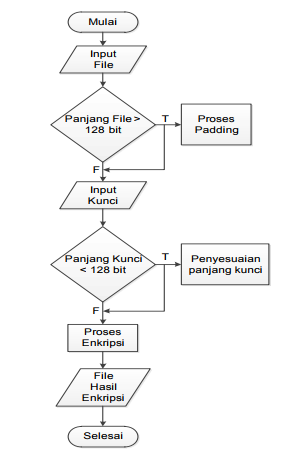 Mulai
Input
File
Panjang File >
128 bit
T
Proses
Padding
F
Input
Kunci
Panjang Kunci
< 128 bit
T
Penyesuaian
panjang kunci
F
Proses
Enkripsi
File
Hasil
Enkripsi
Selesai